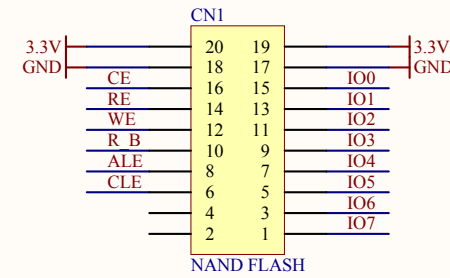 CN1
3.3V 20 19 3.3V
GND 18 17 GND
CE 16 15 IO0
RE 14 13 IO1
WE 12 11 IO2
R_B 10 9 IO3
ALE 8 7 IO4
CLE 6 5 IO5
4 3 IO6
2 1 IO7
NAND FLASH